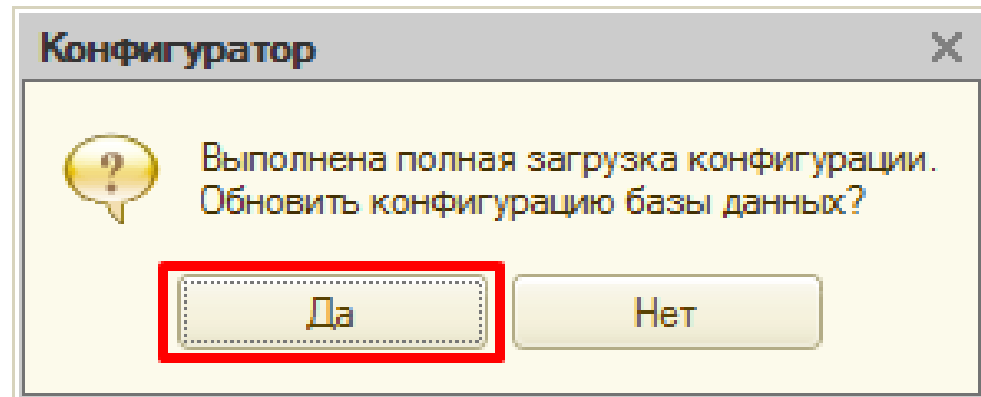 Конфигуратор
Выполнена полная загрузка конфигурации.
Обновить конфигурацию базы данных?
Да
Нет